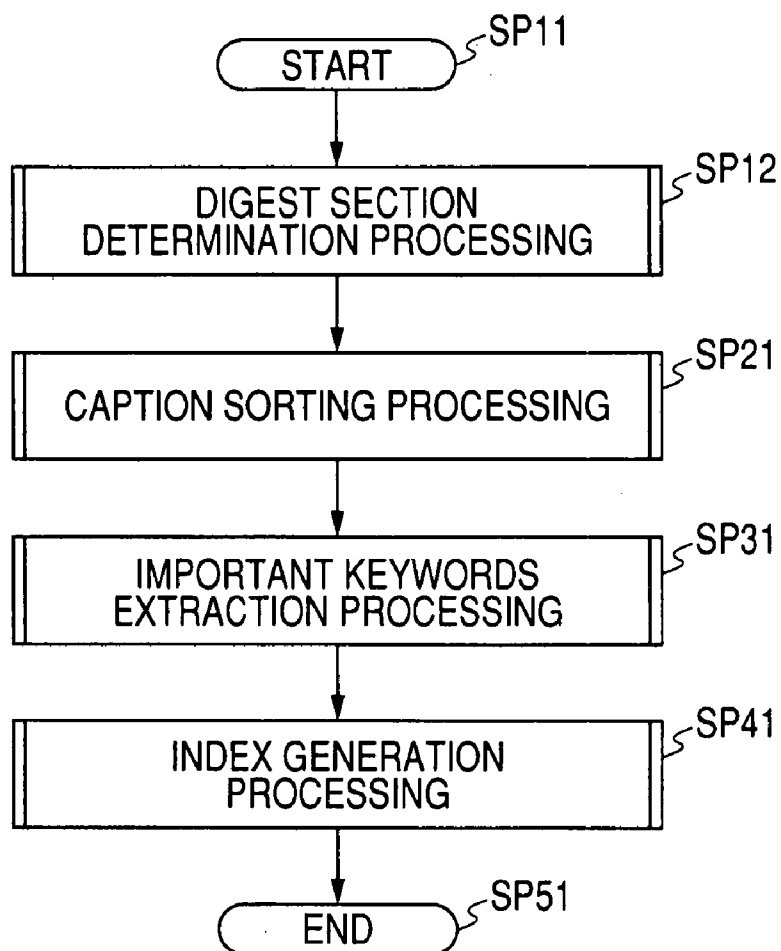 SP11
START
SP12
DIGEST SECTION
DETERMINATION PROCESSING
SP21
CAPTION SORTING PROCESSING
SP31
IMPORTANT KEYWORDS
EXTRACTION PROCESSING
SP41
INDEX GENERATION
PROCESSING
SP51
END